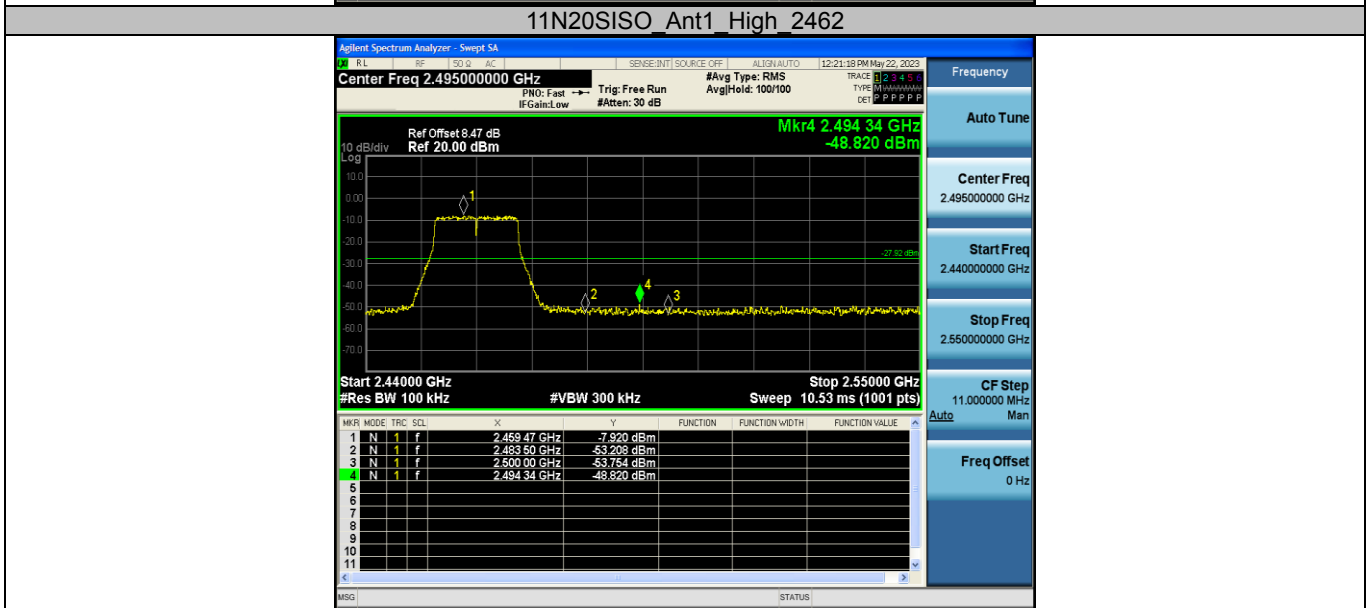 11N20SISO_Ant1_High_2462
Agilent Spectrum Analyzer - Swept SA
RL RF 50 Ω AC SENSE:INT SOURCE OFF ALIGN AUTO 12:21:18 PM May 22, 2023
Center Freq 2.495000000 GHz
PNO: Fast
IFGain:Low
Trig: Free Run
#Atten: 30 dB
#Avg Type: RMS
Avg|Hold: 100/100
TRACE 1 2 3 4 5 6
TYPE M
DET P P P P P P
Mkr4 2.494 34 GHz
-48.820 dBm
Ref Offset 8.47 dB
10 dB/div Ref 20.00 dBm
Log
10.0
0.00
-10.0
-20.0
-30.0
-40.0
-50.0
-60.0
-70.0
1
2
4
3
-27.92 dBm
Start 2.44000 GHz Stop 2.55000 GHz
#Res BW 100 kHz #VBW 300 kHz Sweep 10.53 ms (1001 pts)
MKR MODE TRC SCL X Y FUNCTION FUNCTION WIDTH FUNCTION VALUE
1 N 1 f 2.459 47 GHz -7.920 dBm
2 N 1 f 2.483 50 GHz -53.208 dBm
3 N 1 f 2.500 00 GHz -53.754 dBm
4 N 1 f 2.494 34 GHz -48.820 dBm
5
6
7
8
9
10
11
MSG STATUS
Frequency
Auto Tune
Center Freq
2.495000000 GHz
Start Freq
2.440000000 GHz
Stop Freq
2.550000000 GHz
CF Step
11.000000 MHz
Auto Man
Freq Offset
0 Hz